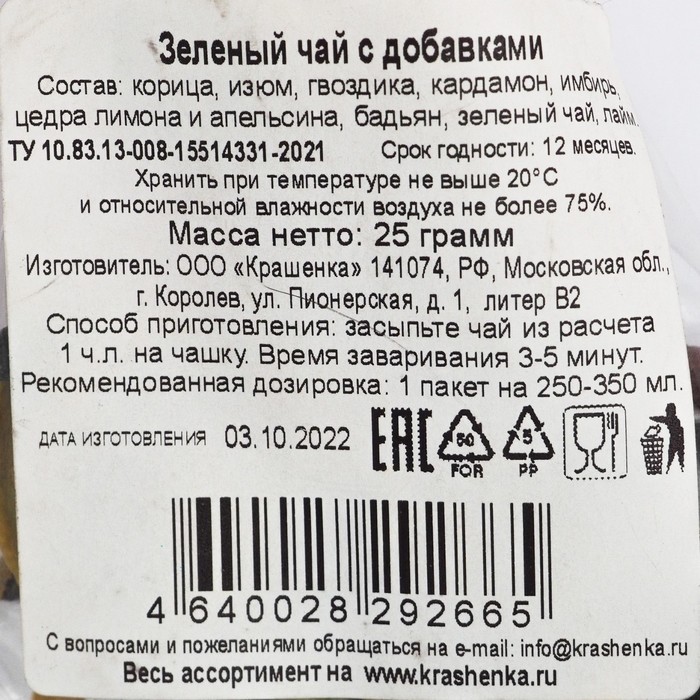 Зеленый чай с добавками
Состав: корица, изюм, гвоздика, кардамон, имбирь,
цедра лимона и апельсина, бадьян, зеленый чай, лайм.
ТУ 10.83.13-008-15514331-2021 Срок годности: 12 месяцев.
Хранить при температуре не выше 20°С
и относительной влажности воздуха не более 75%.
Масса нетто: 25 грамм
Изготовитель: ООО «Крашенка» 141074, РФ, Московская обл.,
г. Королев, ул. Пионерская, д. 1, литер В2
Способ приготовления: засыпьте чай из расчета
1 ч.л. на чашку. Время заваривания 3-5 минут.
Рекомендованная дозировка: 1 пакет на 250-350 мл.
ДАТА ИЗГОТОВЛЕНИЯ 03.10.2022 EAC 50 FOR 5 PP
4 640028 292665
С вопросами и пожеланиями обращаться на e-mail: info@krashenka.ru
Весь ассортимент на www.krashenka.ru